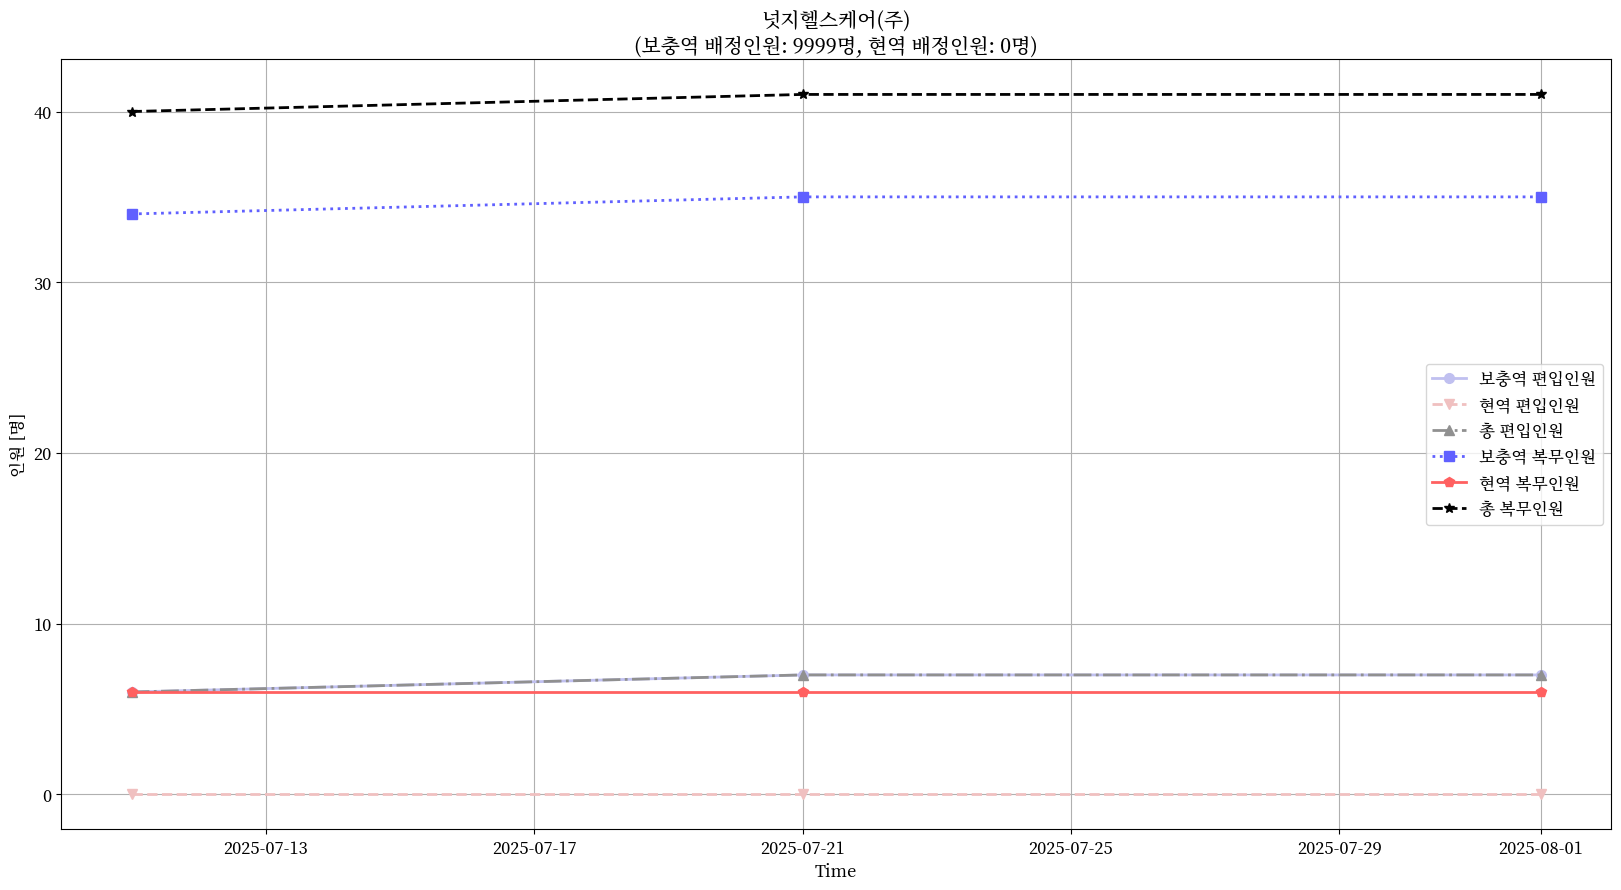 넛지헬스케어(주)
(보충역 배정인원: 9999명, 현역 배정인원: 0명)
인원 [명]
40
30
20
10
0
보충역 편입인원
현역 편입인원
총 편입인원
보충역 복무인원
현역 복무인원
총 복무인원
2025-07-13
2025-07-17
2025-07-21
2025-07-25
2025-07-29
2025-08-01
Time